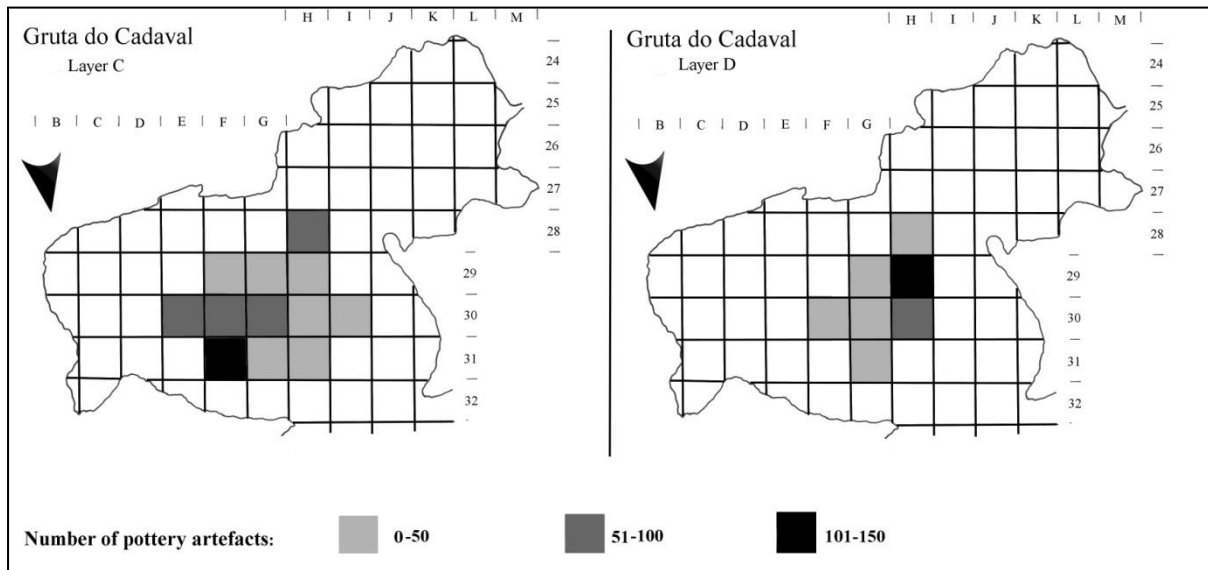 H I J K L M
Gruta do Cadaval
Layer C
24
25
B C D E F G
26
27
28
29
30
31
32
H I J K L M
Gruta do Cadaval
Layer D
24
25
B C D E F G
26
27
28
29
30
31
32
Number of pottery artefacts: 0-50 51-100 101-150